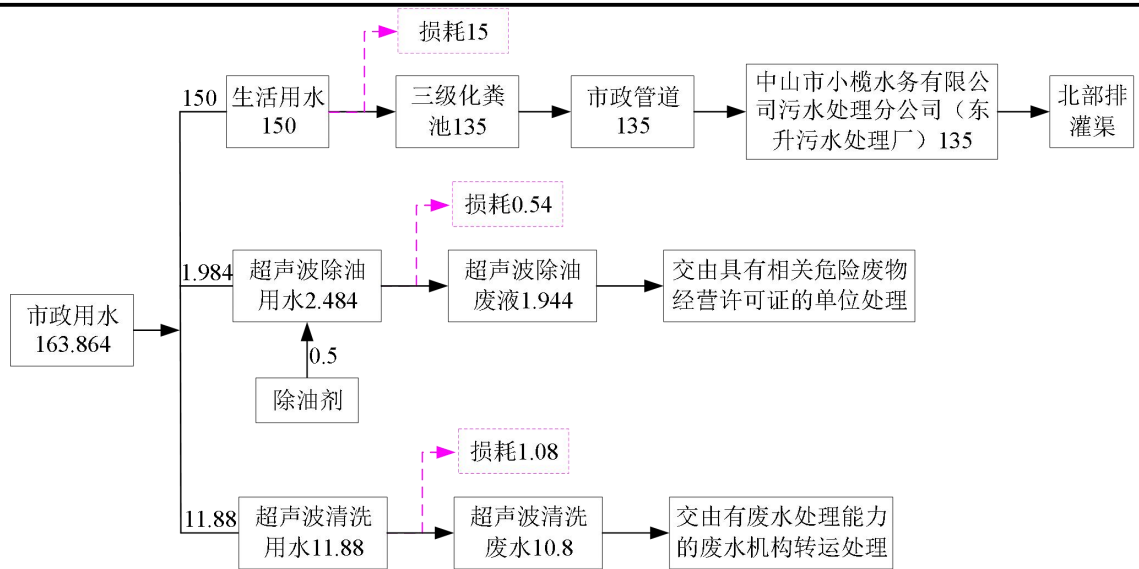 损耗15
150
生活用水
150
三级化粪
池135
市政管道
135
中山市小榄水务有限公
司污水处理分公司（东
升污水处理厂）135
北部排
灌渠
损耗0.54
1.984
超声波除油
用水2.484
超声波除油
废液1.944
交由具有相关危险废物
经营许可证的单位处理
市政用水
163.864
0.5
除油剂
损耗1.08
11.88
超声波清洗
用水11.88
超声波清洗
废水10.8
交由有废水处理能力
的废水机构转运处理